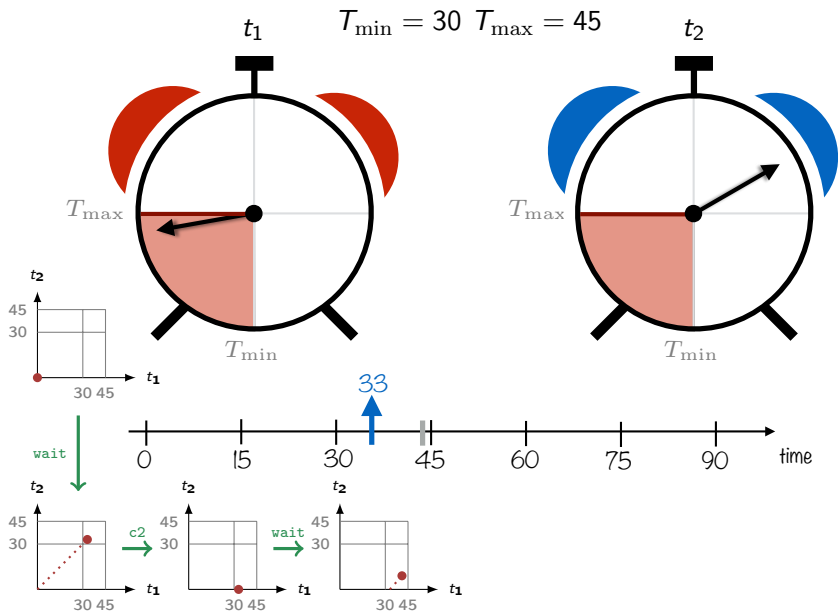 t1 Tmin = 30 Tmax = 45 t2
Tmax Tmax
Tmin Tmin
t2
45
30
30 45 t1
33
0 15 30 45 60 75 90 time
wait
t2 t2 t2
45 45 45
30 c2 30 wait 30
t1 t1 t1
30 45 30 45 30 45